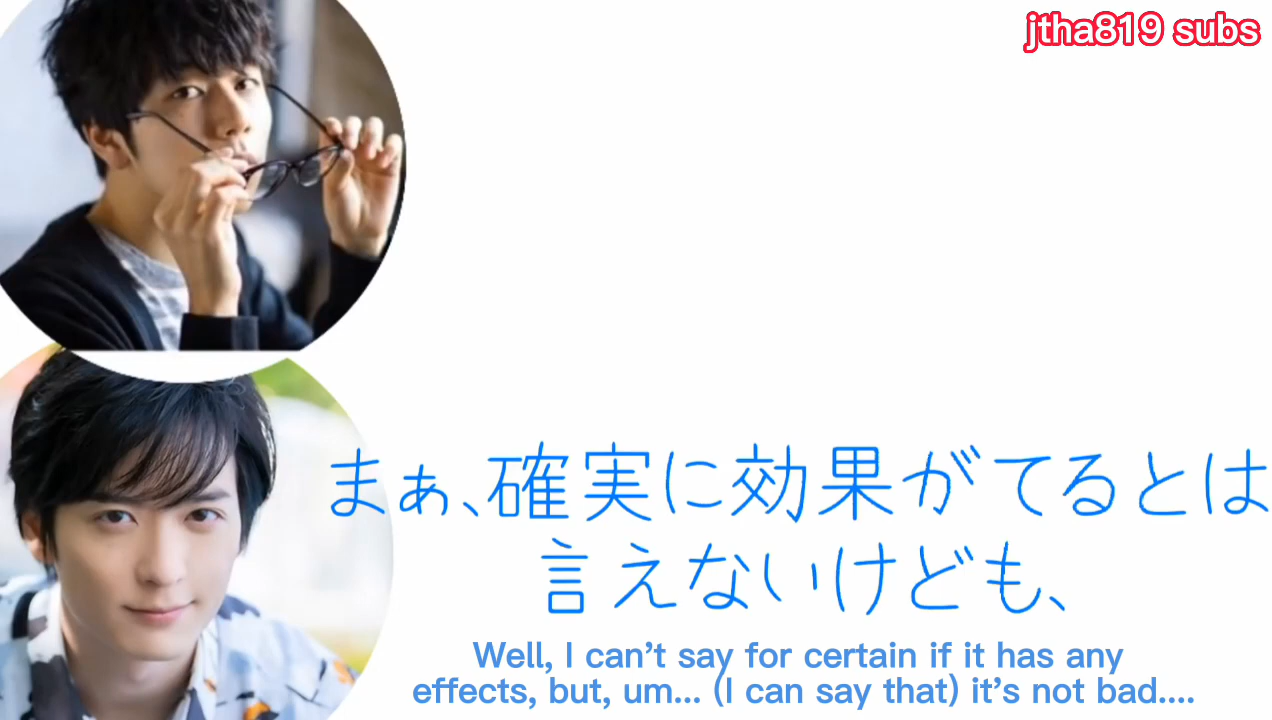 jtha819 subs
まぁ、確実に効果がてるとは
言えないけども、
Well, I can’t say for certain if it has any
effects, but, um... (I can say that) it’s not bad....